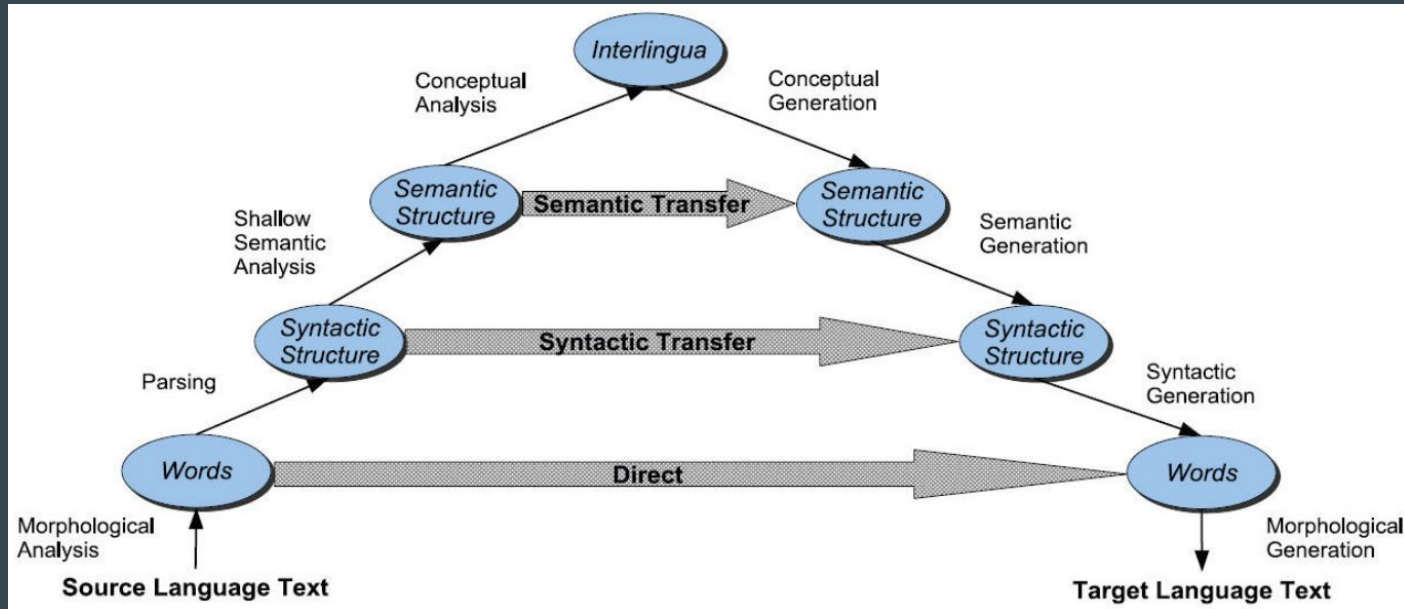 Interlingua
Conceptual
Analysis
Conceptual
Generation
Semantic
Structure
Semantic Transfer
Semantic
Structure
Shallow
Semantic
Analysis
Semantic
Generation
Syntactic
Structure
Syntactic Transfer
Syntactic
Structure
Parsing
Syntactic
Generation
Words
Direct
Words
Morphological
Analysis
Morphological
Generation
Source Language Text
Target Language Text